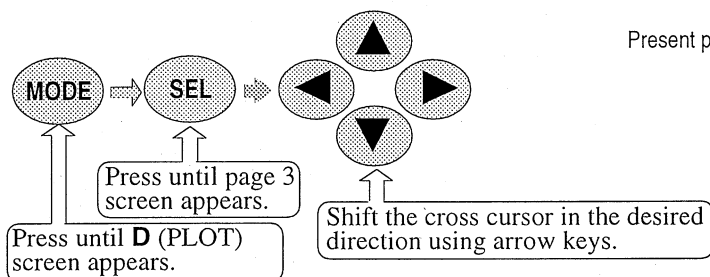 Present p
MODE SEL
Press until page 3
screen appears.
Shift the cross cursor in the desired
direction using arrow keys.
Press until D (PLOT)
screen appears.